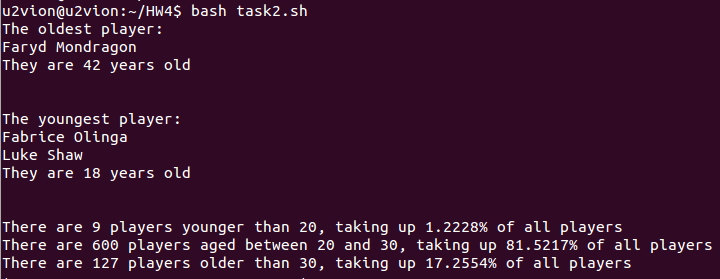 u2vion@u2vion:~/HW4$ bash task2.sh
The oldest player:
Faryd Mondragon
They are 42 years old
The youngest player:
Fabrice Olinga
Luke Shaw
They are 18 years old
There are 9 players younger than 20, taking up 1.2228% of all players
There are 600 players aged between 20 and 30, taking up 81.5217% of all players
There are 127 players older than 30, taking up 17.2554% of all players